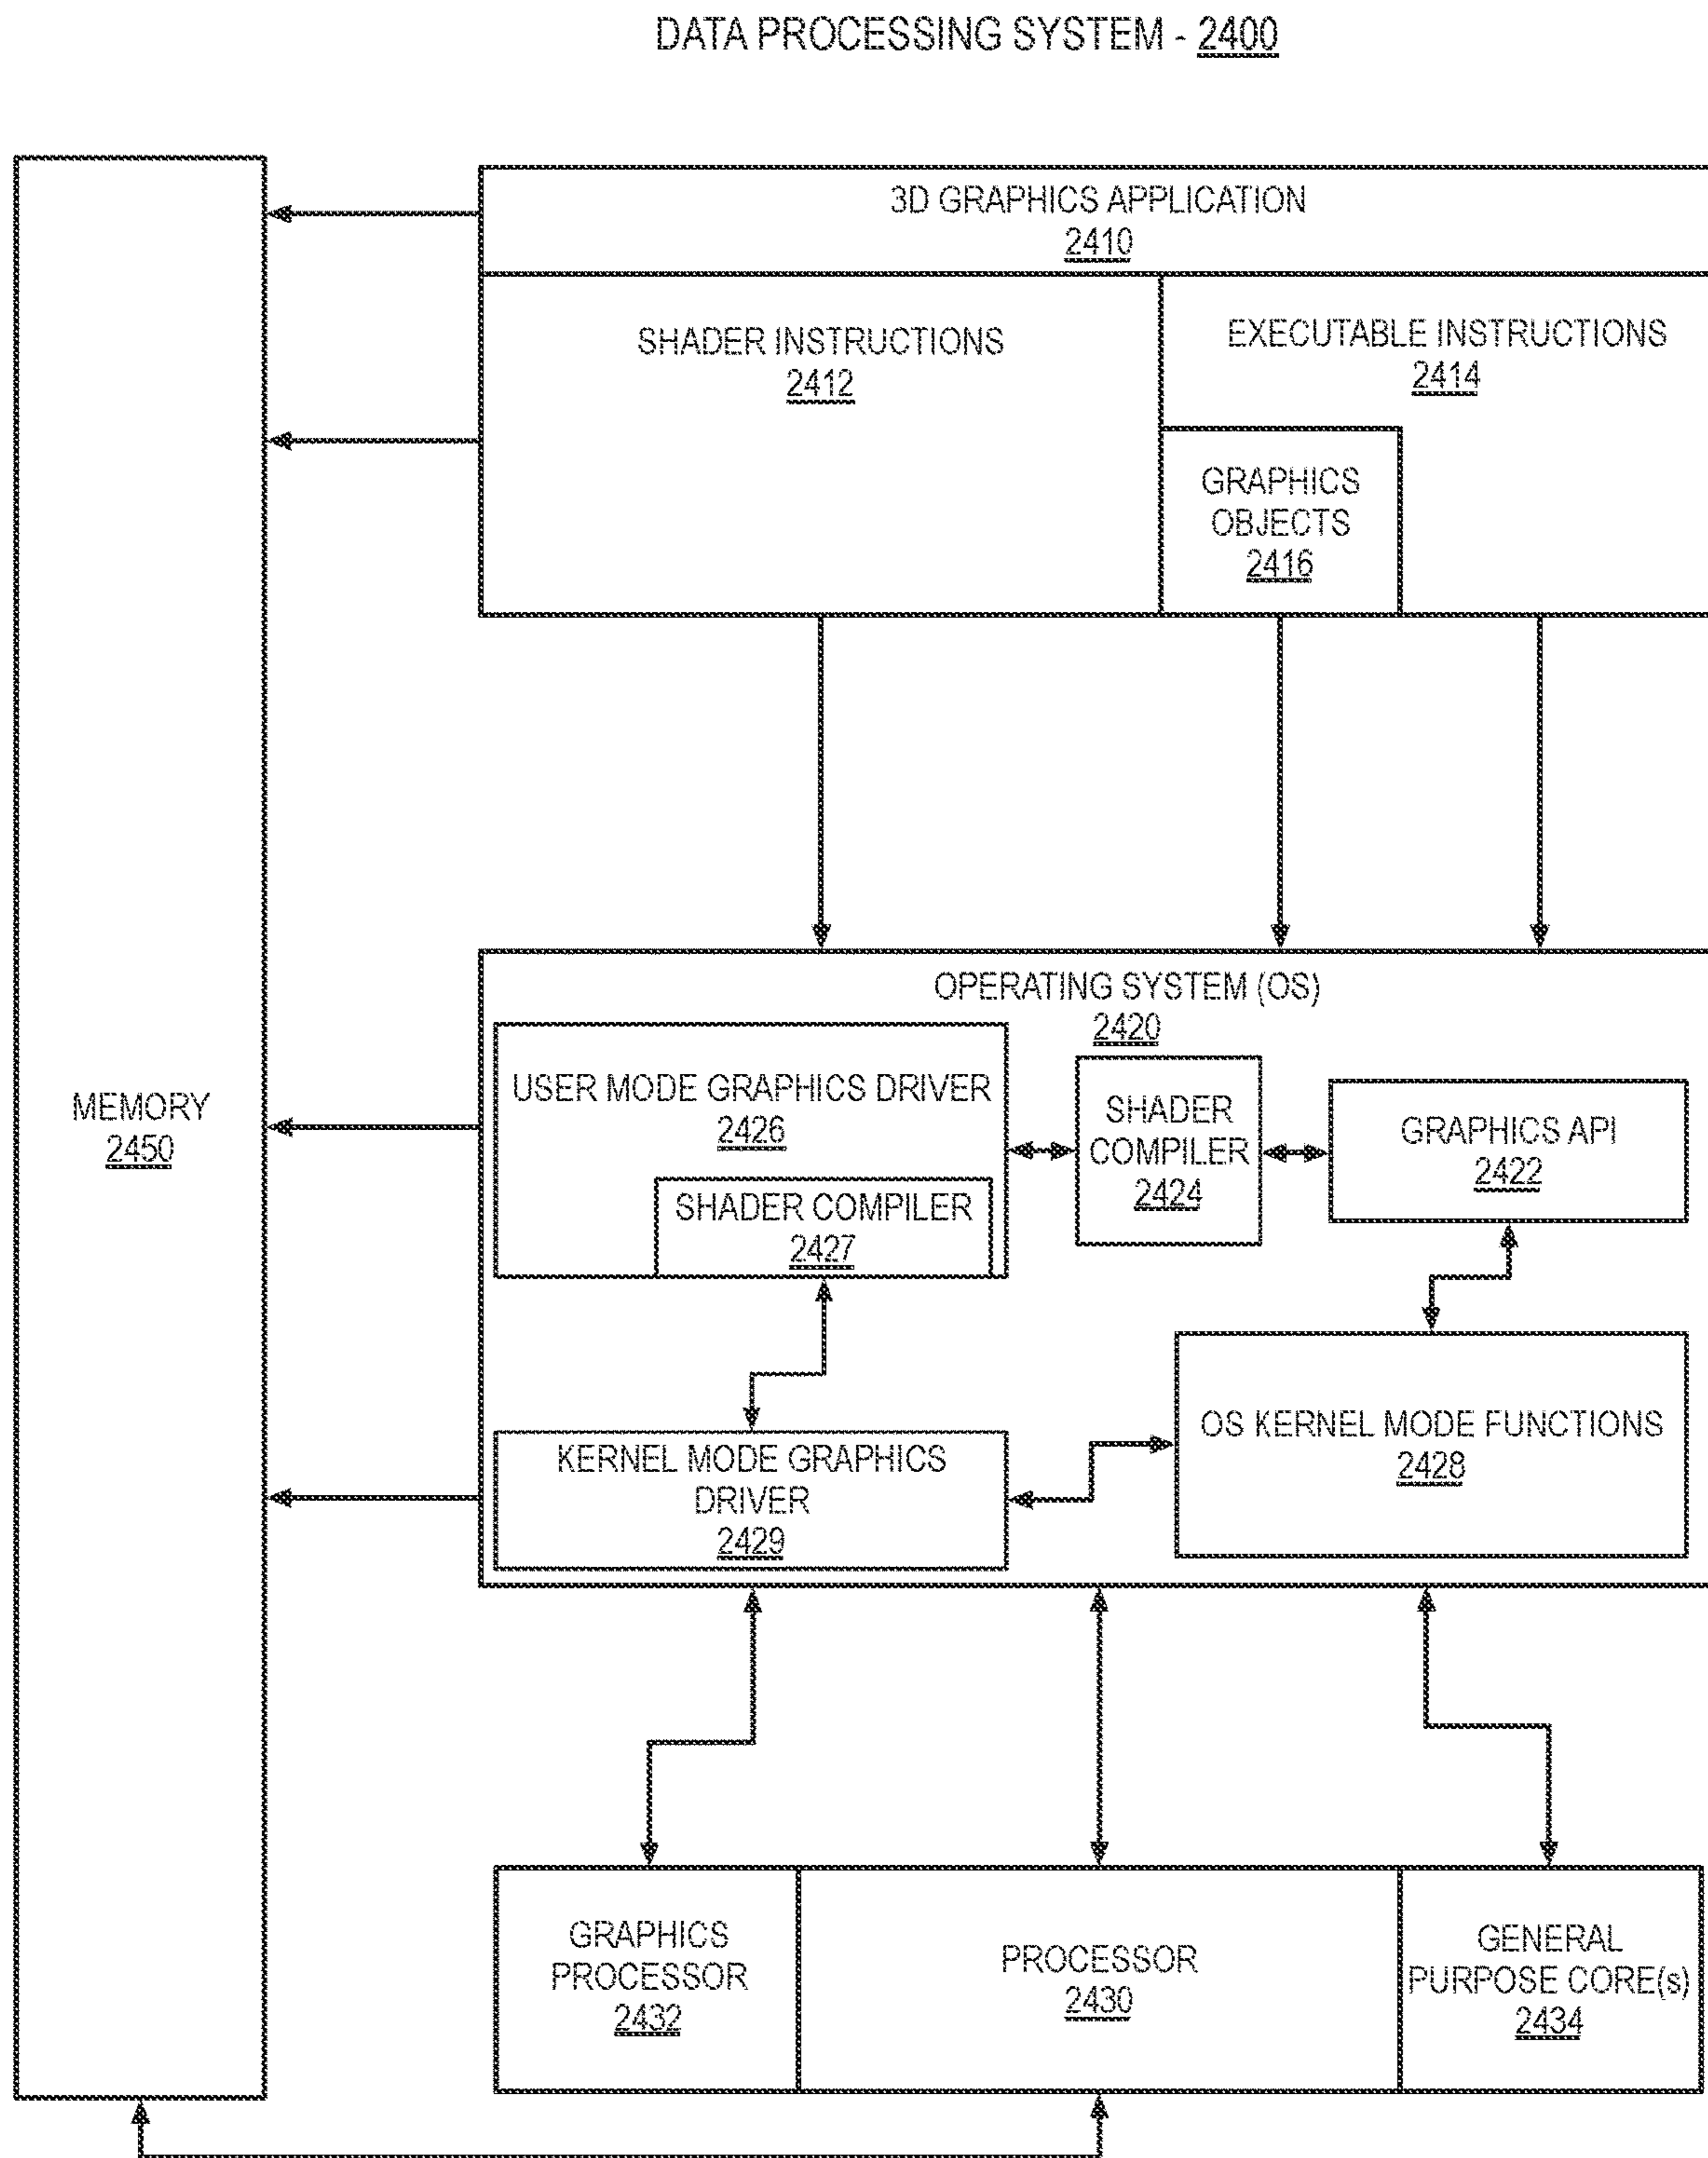 DATA PROCESSING SYSTEM - 2400
3D GRAPHICS APPLICATION
2410
SHADER INSTRUCTIONS
2412
EXECUTABLE INSTRUCTIONS
2414
GRAPHICS
OBJECTS
2416
OPERATING SYSTEM (OS)
2420
USER MODE GRAPHICS DRIVER
2426
SHADER COMPILER
2427
SHADER
COMPILER
2424
GRAPHICS API
2422
MEMORY
2450
KERNEL MODE GRAPHICS
DRIVER
2429
OS KERNEL MODE FUNCTIONS
2428
GRAPHICS
PROCESSOR
2432
PROCESSOR
2430
GENERAL
PURPOSE CORE(s)
2434